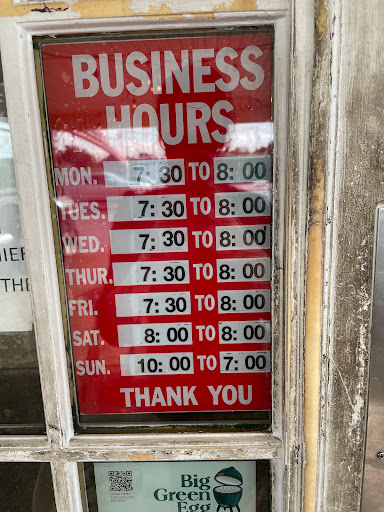 BUSINESS
HOURS
MON. 7:30 TO 8:00
TUES. 7:30 TO 8:00
WED. 7:30 TO 8:00
THUR. 7:30 TO 8:00
FRI. 7:30 TO 8:00
SAT. 8:00 TO 8:00
SUN. 10:00 TO 7:00
THANK YOU
THE
Big
Green
Egg